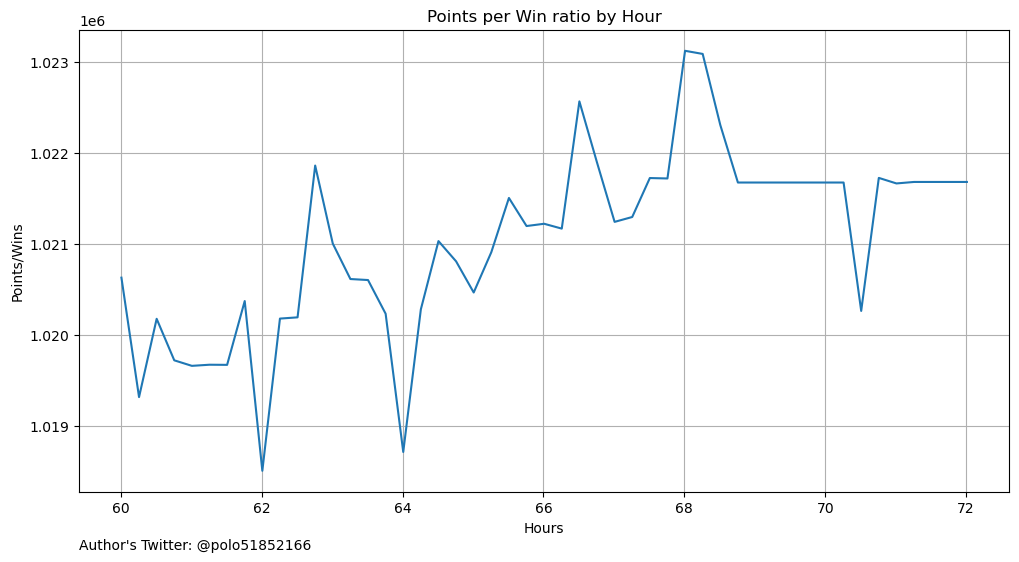 Points per Win ratio by Hour
1e6
1.023
1.022
1.021
1.020
1.019
Points/Wins
60 62 64 66 68 70 72
Hours
Author's Twitter: @polo51852166